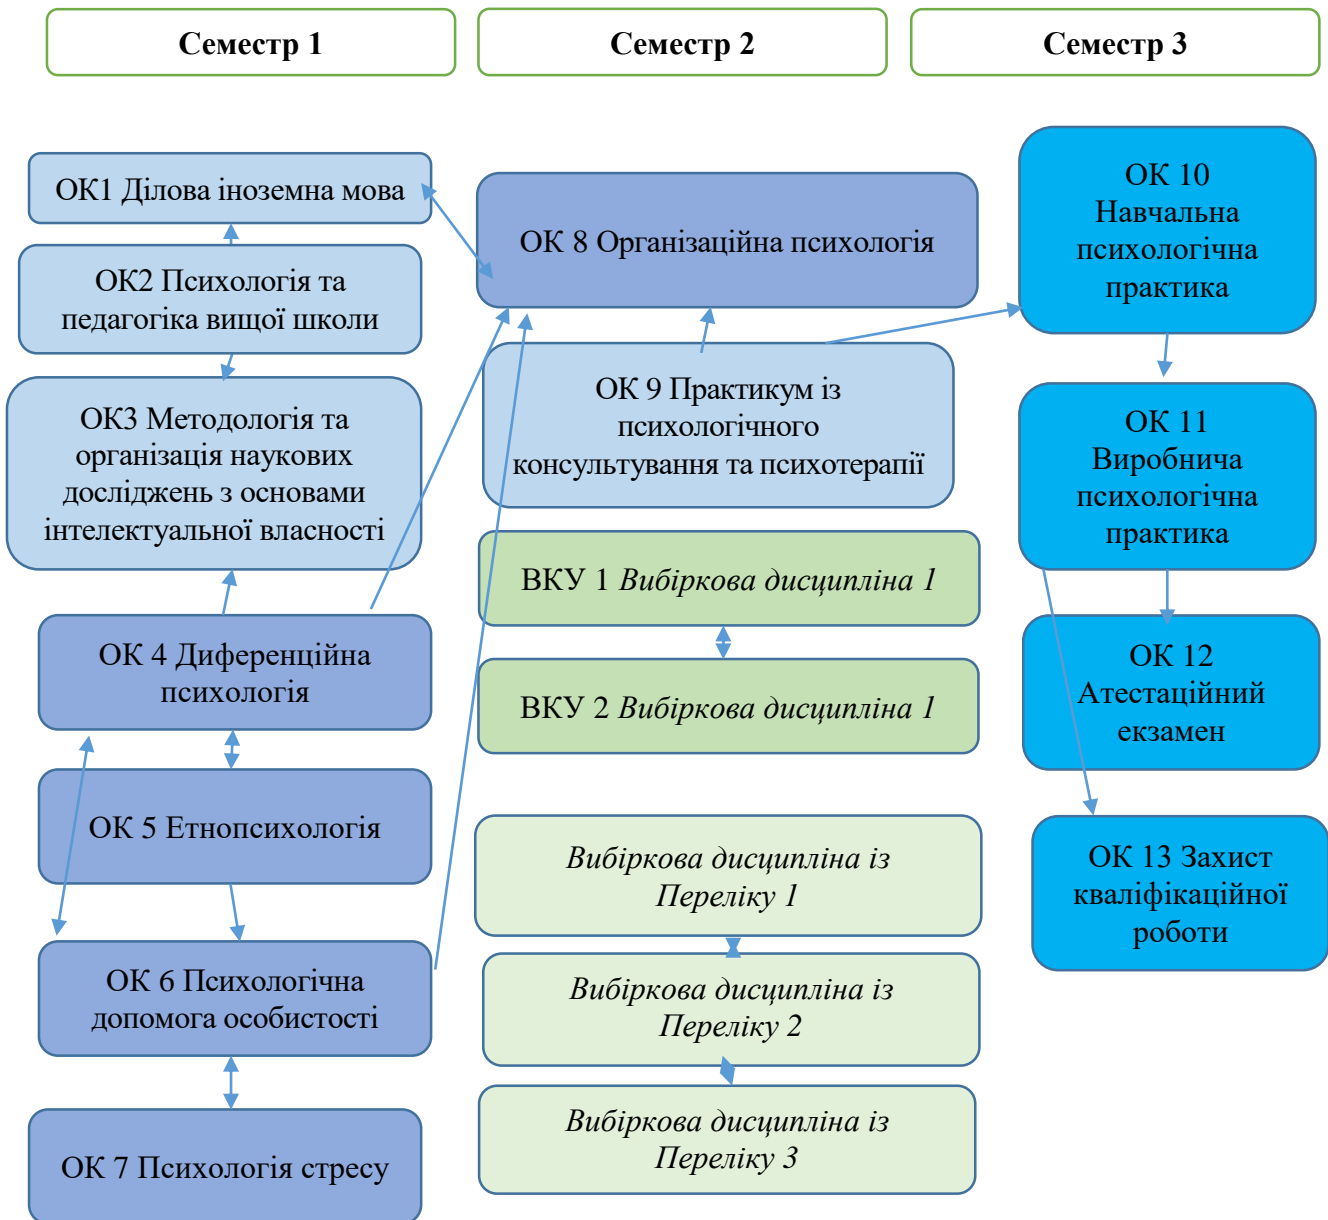 Семестр 1
Семестр 2
Семестр 3
ОК1 Ділова іноземна мова
ОК2 Психологія та
педагогіка вищої школи
ОК3 Методологія та
організація наукових
досліджень з основами
інтелектуальної власності
ОК 4 Диференційна
психологія
ОК 5 Етнопсихологія
ОК 6 Психологічна
допомога особистості
ОК 7 Психологія стресу
ОК 8 Організаційна психологія
ОК 9 Практикум із
психологічного
консультування та психотерапії
ВКУ 1 Вибіркова дисципліна 1
ВКУ 2 Вибіркова дисципліна 1
Вибіркова дисципліна із
Переліку 1
Вибіркова дисципліна із
Переліку 2
Вибіркова дисципліна із
Переліку 3
ОК 10
Навчальна
психологічна
практика
ОК 11
Виробнича
психологічна
практика
ОК 12
Атестаційний
екзамен
ОК 13 Захист
кваліфікаційної
роботи